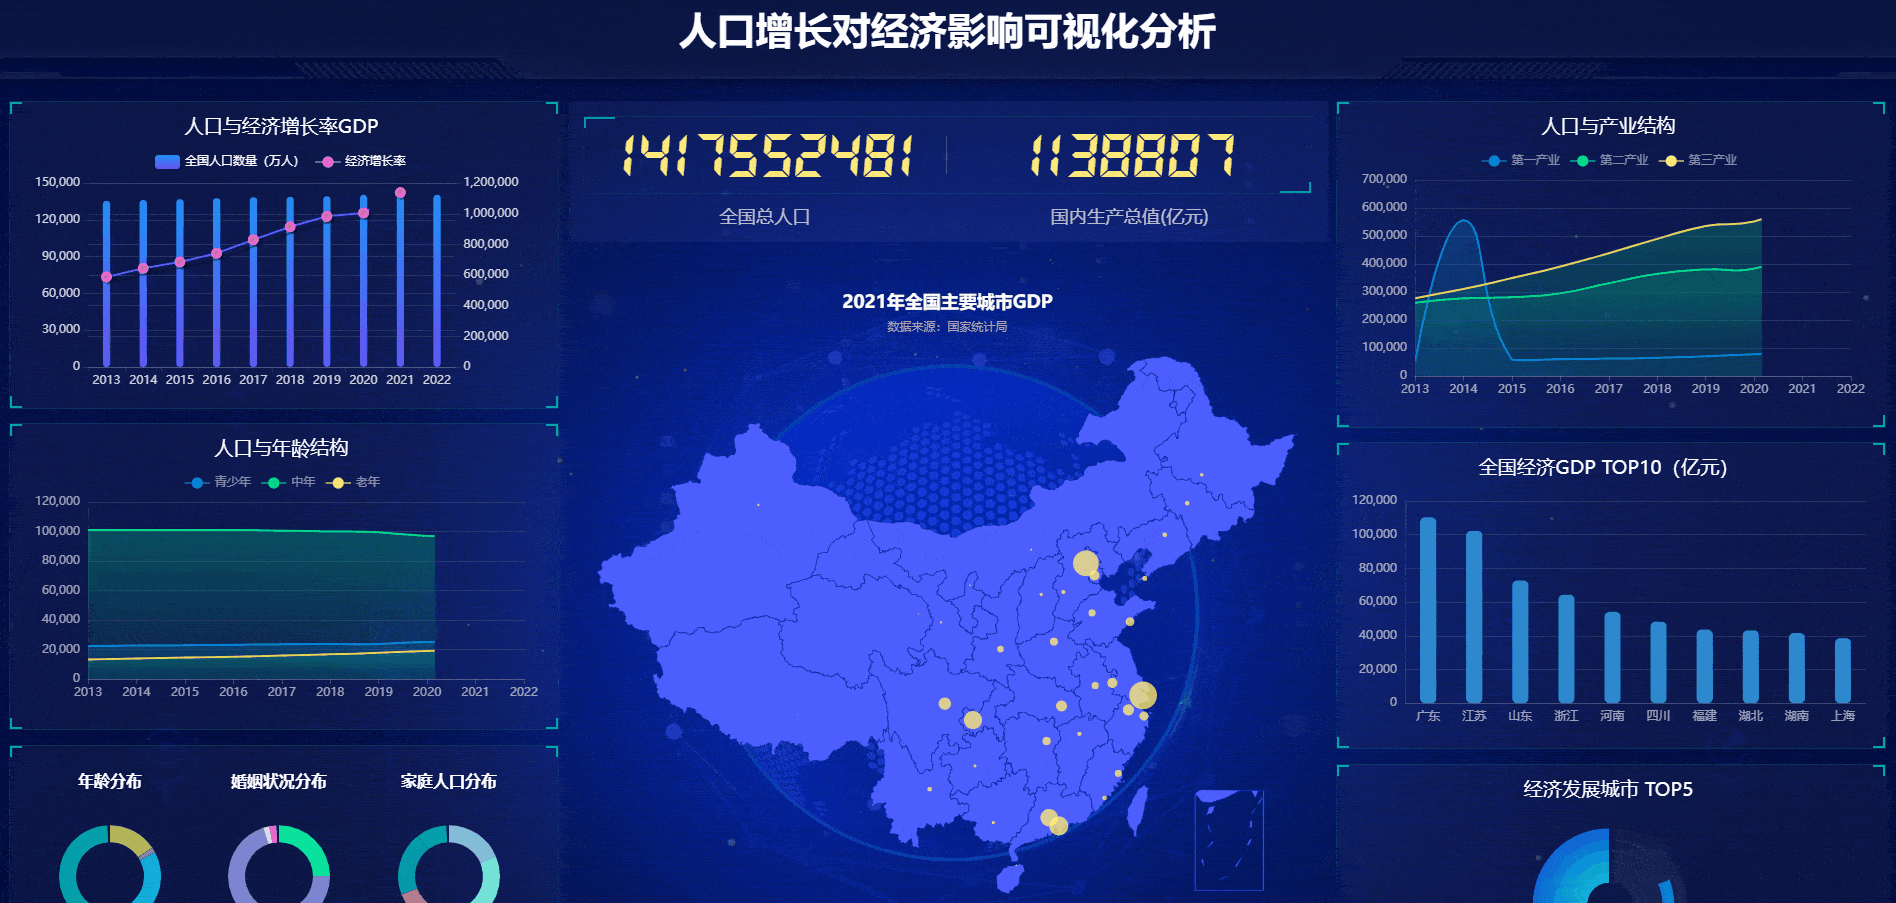 人口增长对经济影响可视化分析
人口与经济增长率GDP
全国人口数量（万人） 经济增长率
150,000
120,000
90,000
60,000
30,000
0
1,200,000
1,000,000
800,000
600,000
400,000
200,000
0
2013 2014 2015 2016 2017 2018 2019 2020 2021 2022
人口与年龄结构
青少年 中年 老年
120,000
100,000
80,000
60,000
40,000
20,000
0
2013 2014 2015 2016 2017 2018 2019 2020 2021 2022
年龄分布 婚姻状况分布 家庭人口分布
1417552481 1138807
全国总人口 国内生产总值(亿元)
2021年全国主要城市GDP
数据来源：国家统计局
人口与产业结构
第一产业 第二产业 第三产业
700,000
600,000
500,000
400,000
300,000
200,000
100,000
0
2013 2014 2015 2016 2017 2018 2019 2020 2021 2022
全国经济GDP TOP10（亿元）
120,000
100,000
80,000
60,000
40,000
20,000
0
广东 江苏 山东 浙江 河南 四川 福建 湖北 湖南 上海
经济发展城市 TOP5